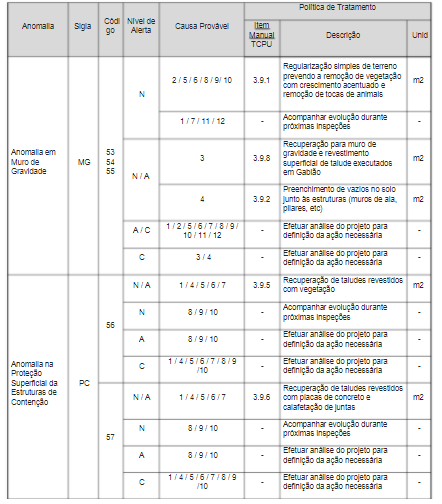 Anomalia
Sigla
Códi
go
Nível de
Alerta
Causa Provável
Política de Tratamento
Item
Manual
TCPU
Descrição
Unid
Anomalia em
Muro de
Gravidade
MG
53
54
55
N
2 / 5 / 6 / 8 / 9/ 10
3.9.1
Regularização simples de terreno
prevendo a remoção de vegetação
com crescimento acentuado e
remoção de tocas de animais
m2
1 / 7 / 11 / 12
-
Acompanhar evolução durante
próximas inspeções
-
N / A
3
3.9.8
Recuperação para muro de
gravidade e revestimento
superficial de talude executados
em Gabião
m2
4
3.9.2
Preenchimento de vazios no solo
junto às estruturas (muros de ala,
pilares, etc)
m2
A / C
1 / 2 / 5 / 6 / 7 / 8 / 9 /
10 / 11 / 12
-
Efetuar análise do projeto para
definição da ação necessária
-
C
3 / 4
-
Efetuar análise do projeto para
definição da ação necessária
-
Anomalia na
Proteção
Superficial da
Estruturas de
Contenção
PC
56
N / A
1 / 4 / 5 / 6 / 7
3.9.5
Recuperação de taludes revestidos
com vegetação
m2
N
8 / 9 / 10
-
Acompanhar evolução durante
próximas inspeções
-
A
8 / 9 / 10
-
Efetuar análise do projeto para
definição da ação necessária
-
C
1 / 4 / 5 / 6 / 7 / 8 / 9
/10
-
Efetuar análise do projeto para
definição da ação necessária
-
57
N / A
1 / 4 / 5 / 6 / 7
3.9.6
Recuperação de taludes revestidos
com placas de concreto e
calafetação de juntas
m2
N
8 / 9 / 10
-
Acompanhar evolução durante
próximas inspeções
-
A
8 / 9 / 10
-
Efetuar análise do projeto para
definição da ação necessária
-
C
1 / 4 / 5 / 6 / 7 / 8 / 9
/10
-
Efetuar análise do projeto para
definição da ação necessária
-